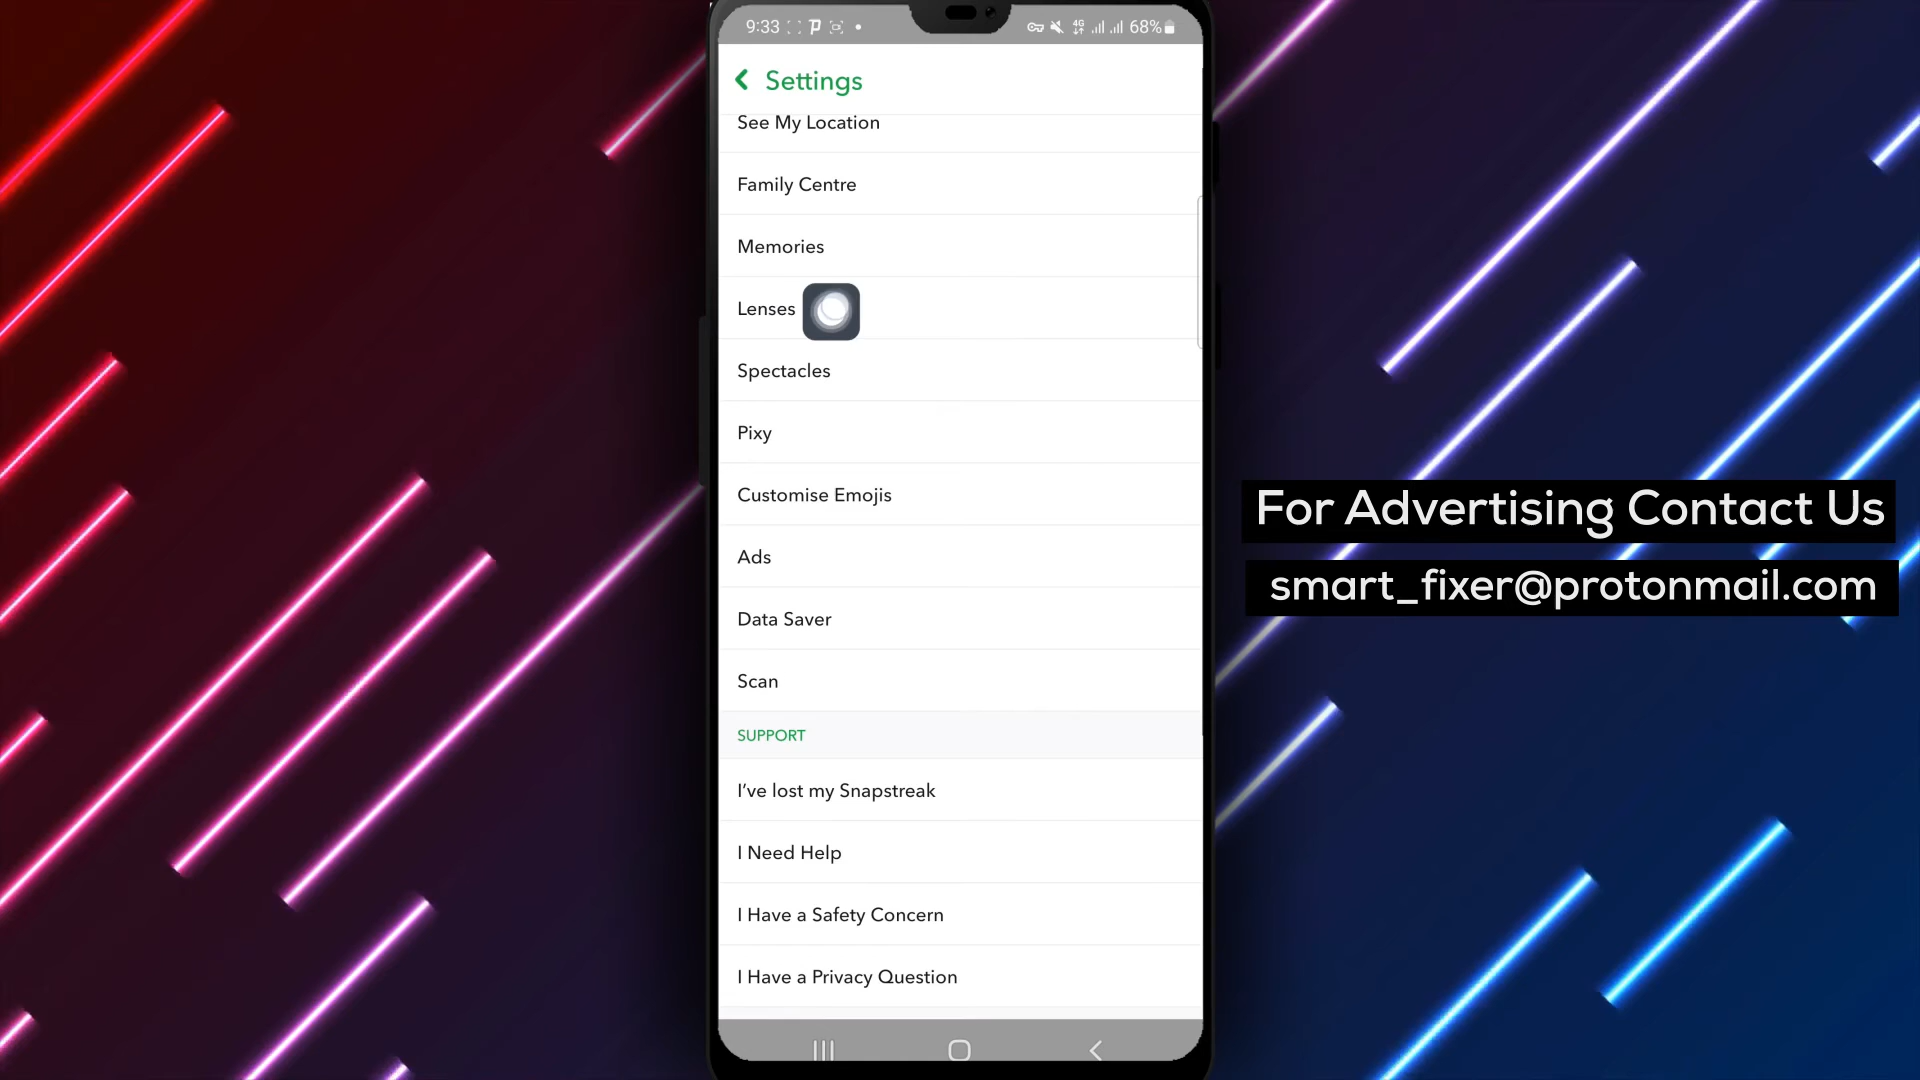 9:33
4G 68%
Settings
See My Location
Family Centre
Memories
Lenses
Spectacles
Pixy
Customise Emojis
Ads
Data Saver
Scan
SUPPORT
I've lost my Snapstreak
I Need Help
I Have a Safety Concern
I Have a Privacy Question
For Advertising Contact Us
smart_fixer@protonmail.com